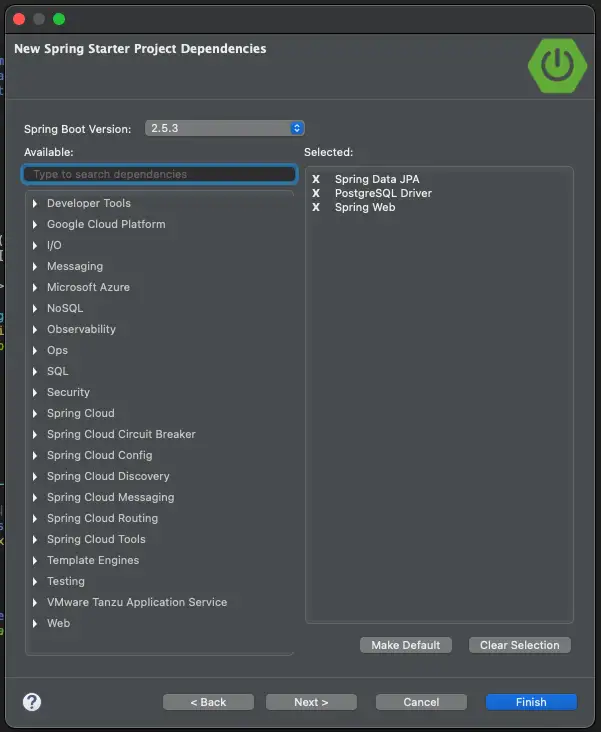 New Spring Starter Project Dependencies
Spring Boot Version: 2.5.3
Available:
Type to search dependancies
Developer Tools
Google Cloud Platform
I/O
Messaging
Microsoft Azure
NoSQL
Observability
Ops
SQL
Security
Spring Cloud
Spring Cloud Circuit Breaker
Spring Cloud Config
Spring Cloud Discovery
Spring Cloud Messaging
Spring Cloud Routing
Spring Cloud Tools
Template Engines
Testing
VMware Tanzu Application Service
Web
Selected:
X Spring Data JPA
X PostgreSQL Driver
X Spring Web
Make Default Clear Selection
? < Back Next > Cancel Finish